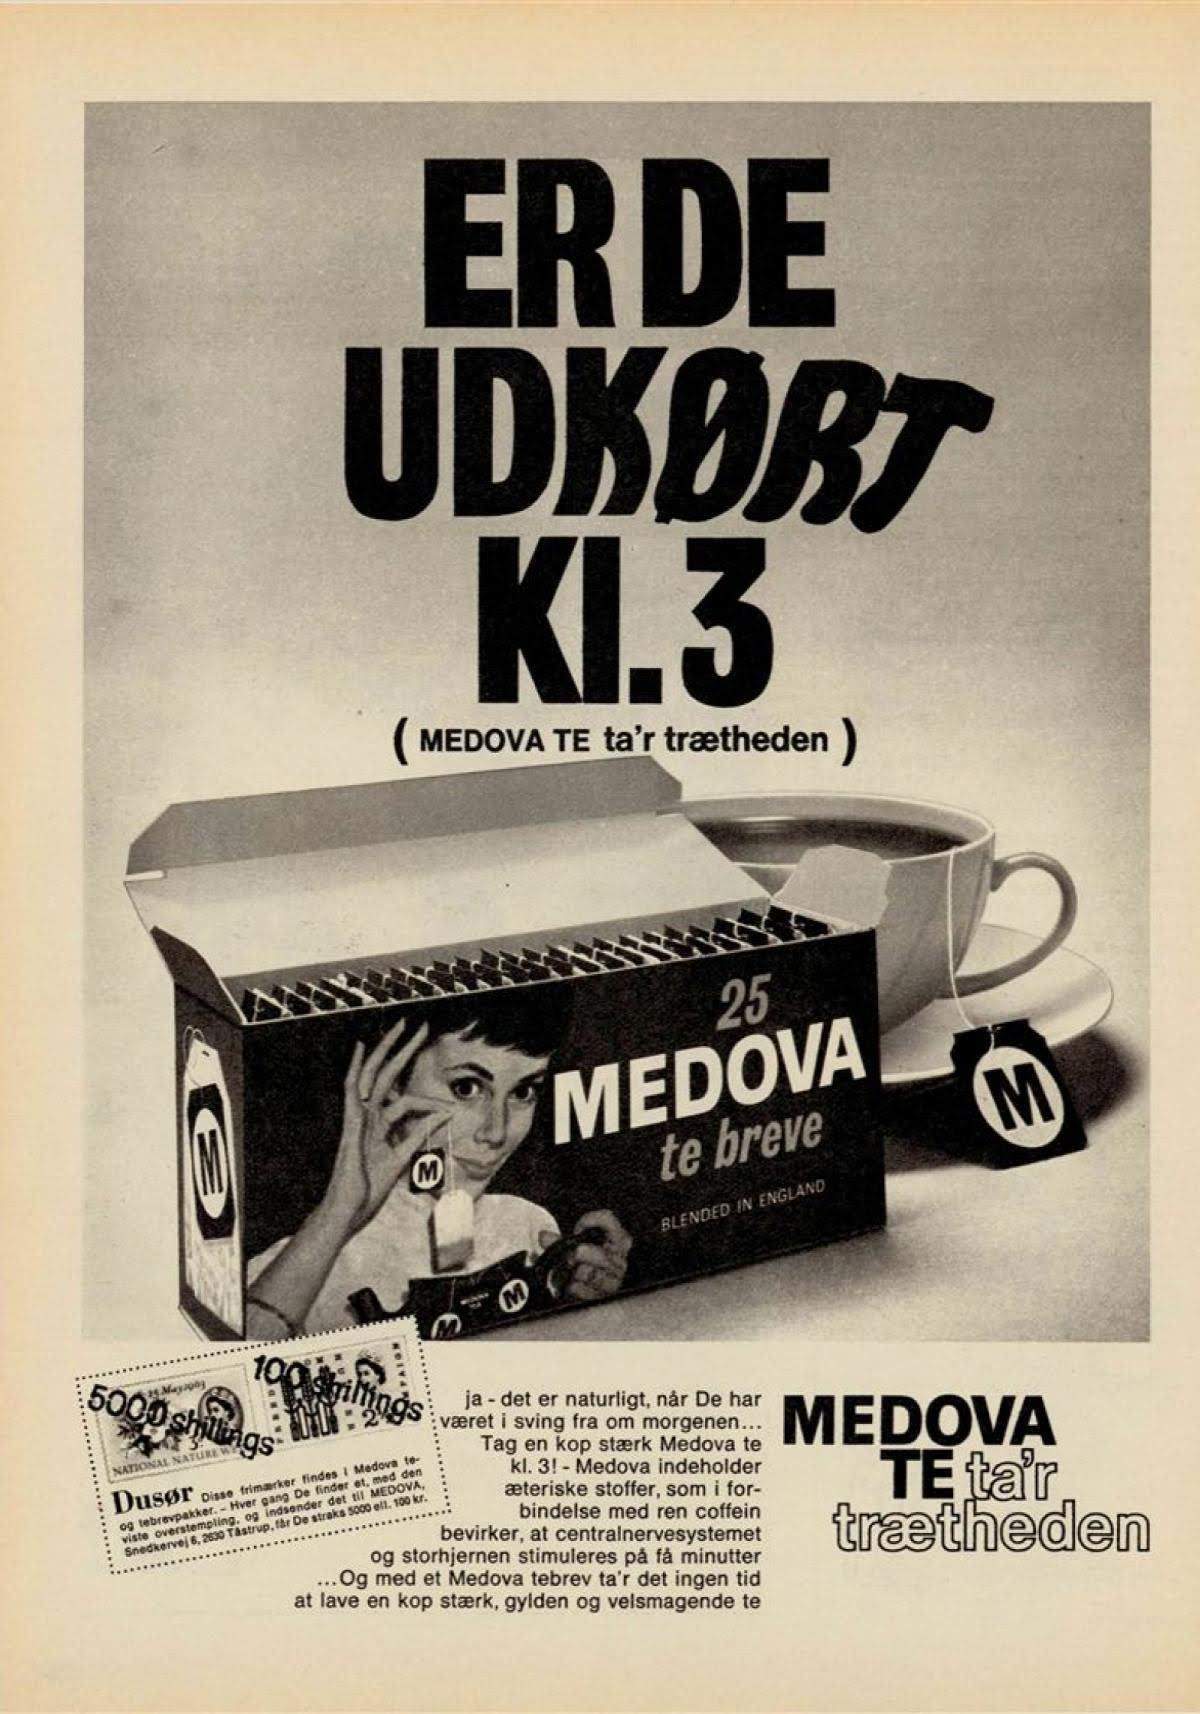 ER DE
UDKØRT
Kl. 3
( MEDOVA TE ta'r trætheden )
25
MEDOVA
te breve
BLENDED IN ENGLAND
M
M
M
M
M
M
5000 shillings
100 shillings
May 1963
3
2
NATIONAL NATURE
Dusør Disse frimærker findes i Medova te-
og tebrevpakker. - Hver gang De finder et, med den
viste overstempling, og indsender det til MEDOVA,
Snedkervej 6, 2630 Tåstrup, får De straks 5000 ell. 100 kr.
ja - det er naturligt, når De har
været i sving fra om morgenen...
Tag en kop stærk Medova te
kl. 3! - Medova indeholder
æteriske stoffer, som i for-
bindelse med ren coffein
bevirker, at centralnervesystemet
og storhjernen stimuleres på få minutter
...Og med et Medova tebrev ta'r det ingen tid
at lave en kop stærk, gylden og velsmagende te
MEDOVA
TE ta'r
trætheden